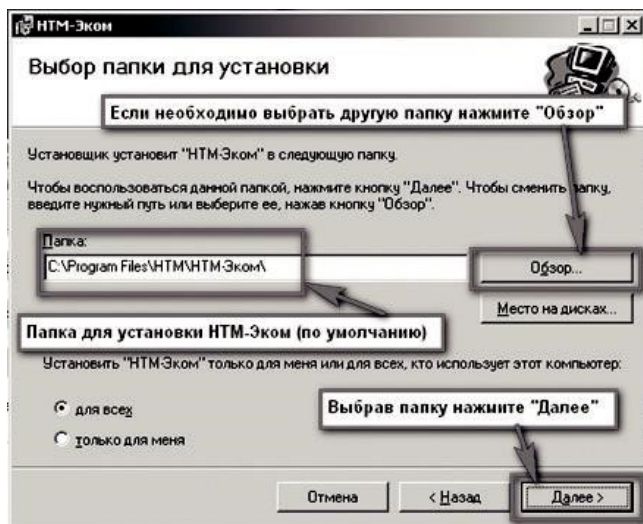 НТМ-Эком
Выбор папки для установки
Если необходимо выбрать другую папку нажмите "Обзор"
Установщик установит "НТМ-Эком" в следующую папку.
Чтобы воспользоваться данной папкой, нажмите кнопку "Далее". Чтобы сменить папку,
введите нужный путь или выберите ее, нажав кнопку "Обзор".
Папка:
C:\Program Files\НТМ\НТМ-Эком\
Обзор...
Место на дисках...
Папка для установки НТМ-Эком (по умолчанию)
Установить "НТМ-Эком" только для меня или для всех, кто использует этот компьютер:
для всех
Выбрав папку нажмите "Далее"
только для меня
Отмена
< Назад
Далее >